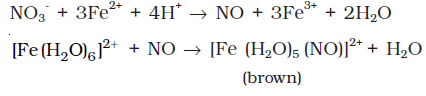 NO₃⁻ + 3Fe²⁺ + 4H⁺ → NO + 3Fe³⁺ + 2H₂O
[Fe(H₂O)₆]²⁺ + NO → [Fe (H₂O)₅ (NO)]²⁺ + H₂O
(brown)